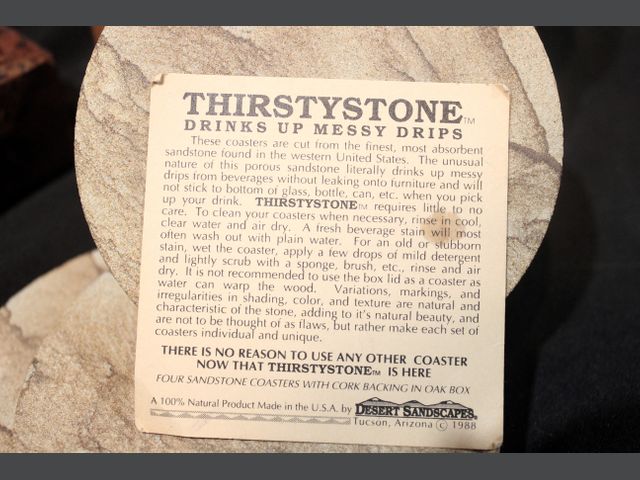 THIRSTYSTONE™
DRINKS UP MESSY DRIPS
These coasters are cut from the finest, most absorbent
sandstone found in the western United States. The unusual
nature of this porous sandstone literally drinks up messy
drips from beverages without leaking onto furniture and will
not stick to bottom of glass, bottle, can, etc. when you pick
up your drink. THIRSTYSTONE™ requires little to no
care. To clean your coasters when necessary, rinse in cool,
clear water and air dry. A fresh beverage stain will most
often wash out with plain water. For an old or stubborn
stain, wet the coaster, apply a few drops of mild detergent
and lightly scrub with a sponge, brush, etc., rinse and air
dry. It is not recommended to use the box lid as a coaster as
water can warp the wood. Variations, markings, and
irregularities in shading, color, and texture are natural and
characteristic of the stone, adding to it's natural beauty, and
are not to be thought of as flaws, but rather make each set of
coasters individual and unique.
THERE IS NO REASON TO USE ANY OTHER COASTER
NOW THAT THIRSTYSTONE™ IS HERE
FOUR SANDSTONE COASTERS WITH CORK BACKING IN OAK BOX
A 100% Natural Product Made in the U.S.A. by DESERT SANDSCAPES®
Tucson, Arizona © 1988